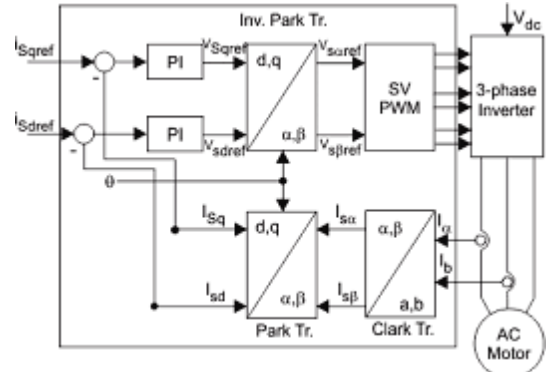 Inv. Park Tr.
V_dc
i_Sqref
-
PI
V_Sqref
d,q
α,β
V_sαref
SV
PWM
3-phase
Inverter
i_Sdref
-
PI
V_sdref
V_sβref
θ
I_Sq
d,q
α,β
I_sα
α,β
a,b
I_a
I_sd
I_sβ
I_b
Park Tr.
Clark Tr.
AC
Motor